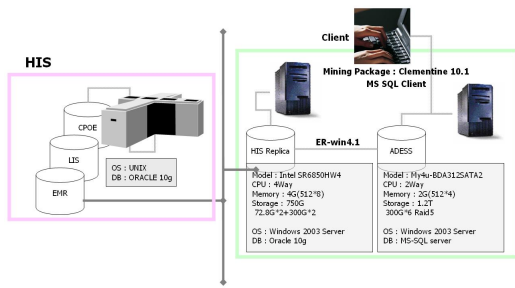 HIS
CPOE
LIS
EMR
OS : UNIX
DB : ORACLE 10g
Client
Mining Package : Clementine 10.1
MS SQL Client
HIS Replica
ER-win4.1
ADESS
Model : Intel SR6850HW4
CPU : 4Way
Memory : 4G(512*8)
Storage : 750G
72.8G*2+300G*2
OS : Windows 2003 Server
DB : Oracle 10g
Model : My4u-BDA312SATA2
CPU : 2Way
Memory : 2G(512*4)
Storage : 1.2T
300G*6 Raid5
OS : Windows 2003 Server
DB : MS-SQL server